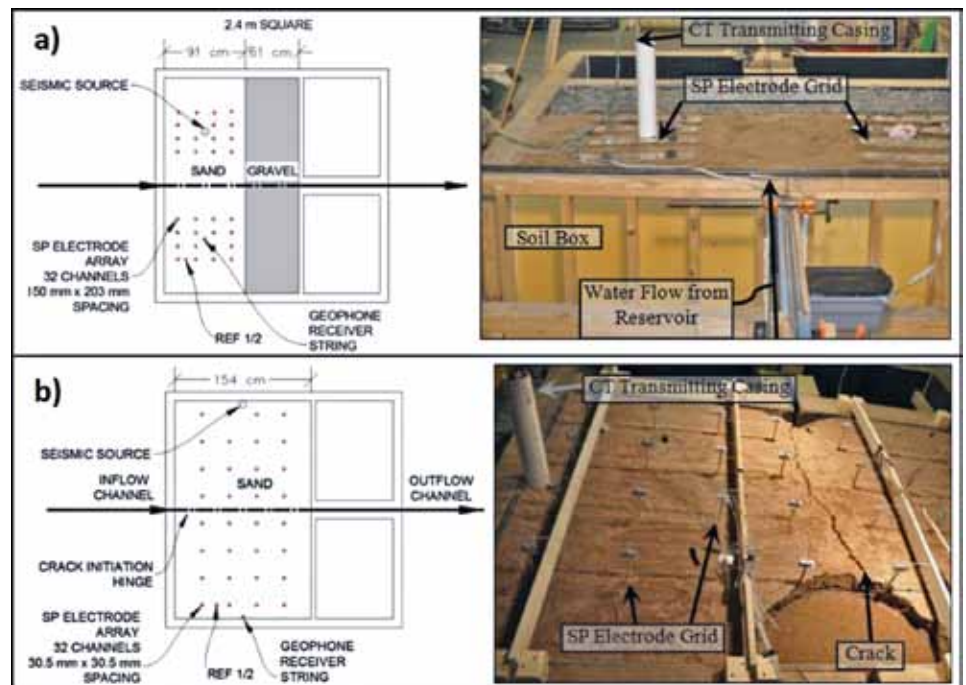 a)
2.4 m SQUARE
91 cm
61 cm
SEISMIC SOURCE
SAND
GRAVEL
SP ELECTRODE
ARRAY
32 CHANNELS
150 mm x 203 mm
SPACING
REF 1/2
GEOPHONE
RECEIVER
STRING
CT Transmitting Casing
SP Electrode Grid
Soil Box
Water Flow from
Reservoir
b)
154 cm
SEISMIC SOURCE
SAND
INFLOW
CHANNEL
OUTFLOW
CHANNEL
CRACK INITIATION
HINGE
SP ELECTRODE
ARRAY
32 CHANNELS
30.5 mm x 30.5 mm
SPACING
REF 1/2
GEOPHONE
RECEIVER
STRING
CT Transmitting Casing
SP Electrode Grid
Crack